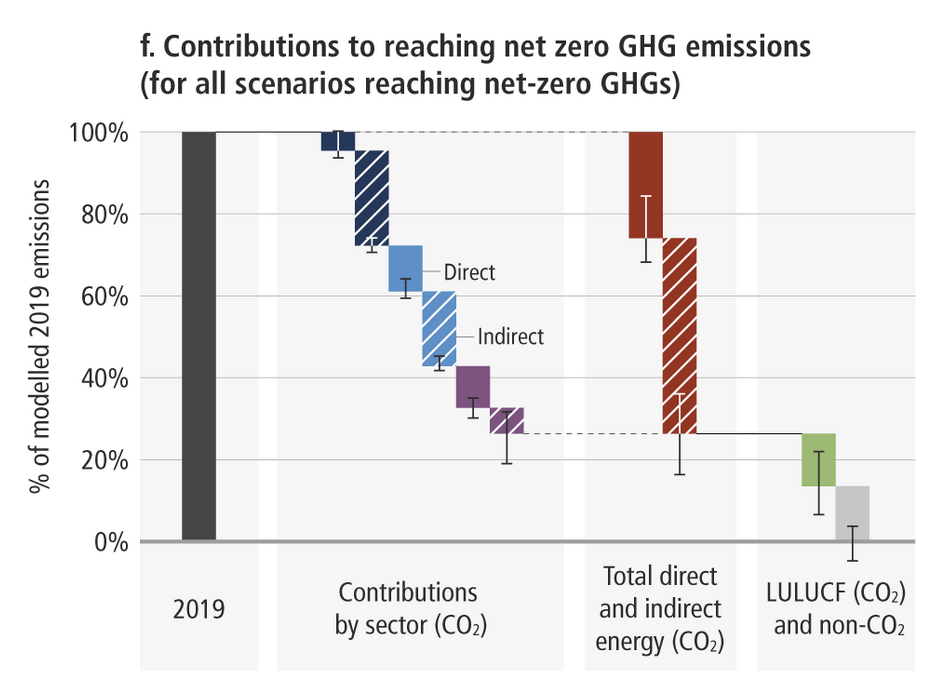 f. Contributions to reaching net zero GHG emissions
(for all scenarios reaching net-zero GHGs)
% of modelled 2019 emissions
100%
80%
60%
40%
20%
0%
Direct
Indirect
2019
Contributions
by sector (CO₂)
Total direct
and indirect
energy (CO₂)
LULUCF (CO₂)
and non-CO₂